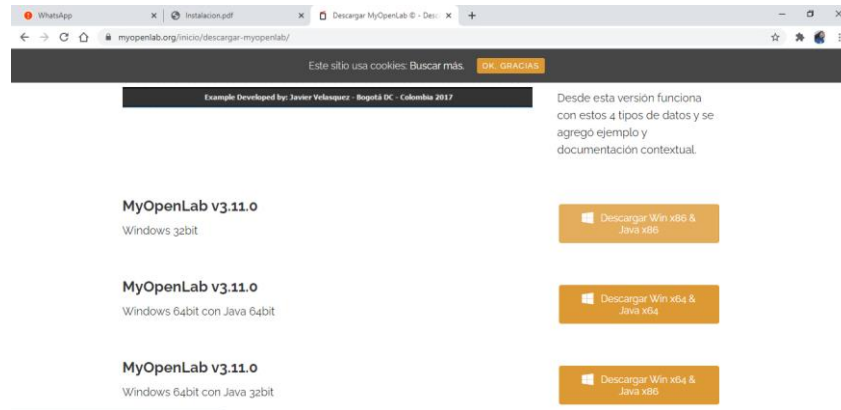 WhatsApp
Instalacion.pdf
Descargar MyOpenLab © - Desc
myopenlab.org/inicio/descargar-myopenlab/
Este sitio usa cookies: Buscar más. OK, GRACIAS
Example Developed by: Javier Velasquez - Bogotá DC - Colombia 2017
Desde esta versión funciona
con estos 4 tipos de datos y se
agregó ejemplo y
documentación contextual.
MyOpenLab v3.11.0
Windows 32bit
Descargar Win x86 &
Java x86
MyOpenLab v3.11.0
Windows 64bit con Java 64bit
Descargar Win x64 &
Java x64
MyOpenLab v3.11.0
Windows 64bit con Java 32bit
Descargar Win x64 &
Java x86